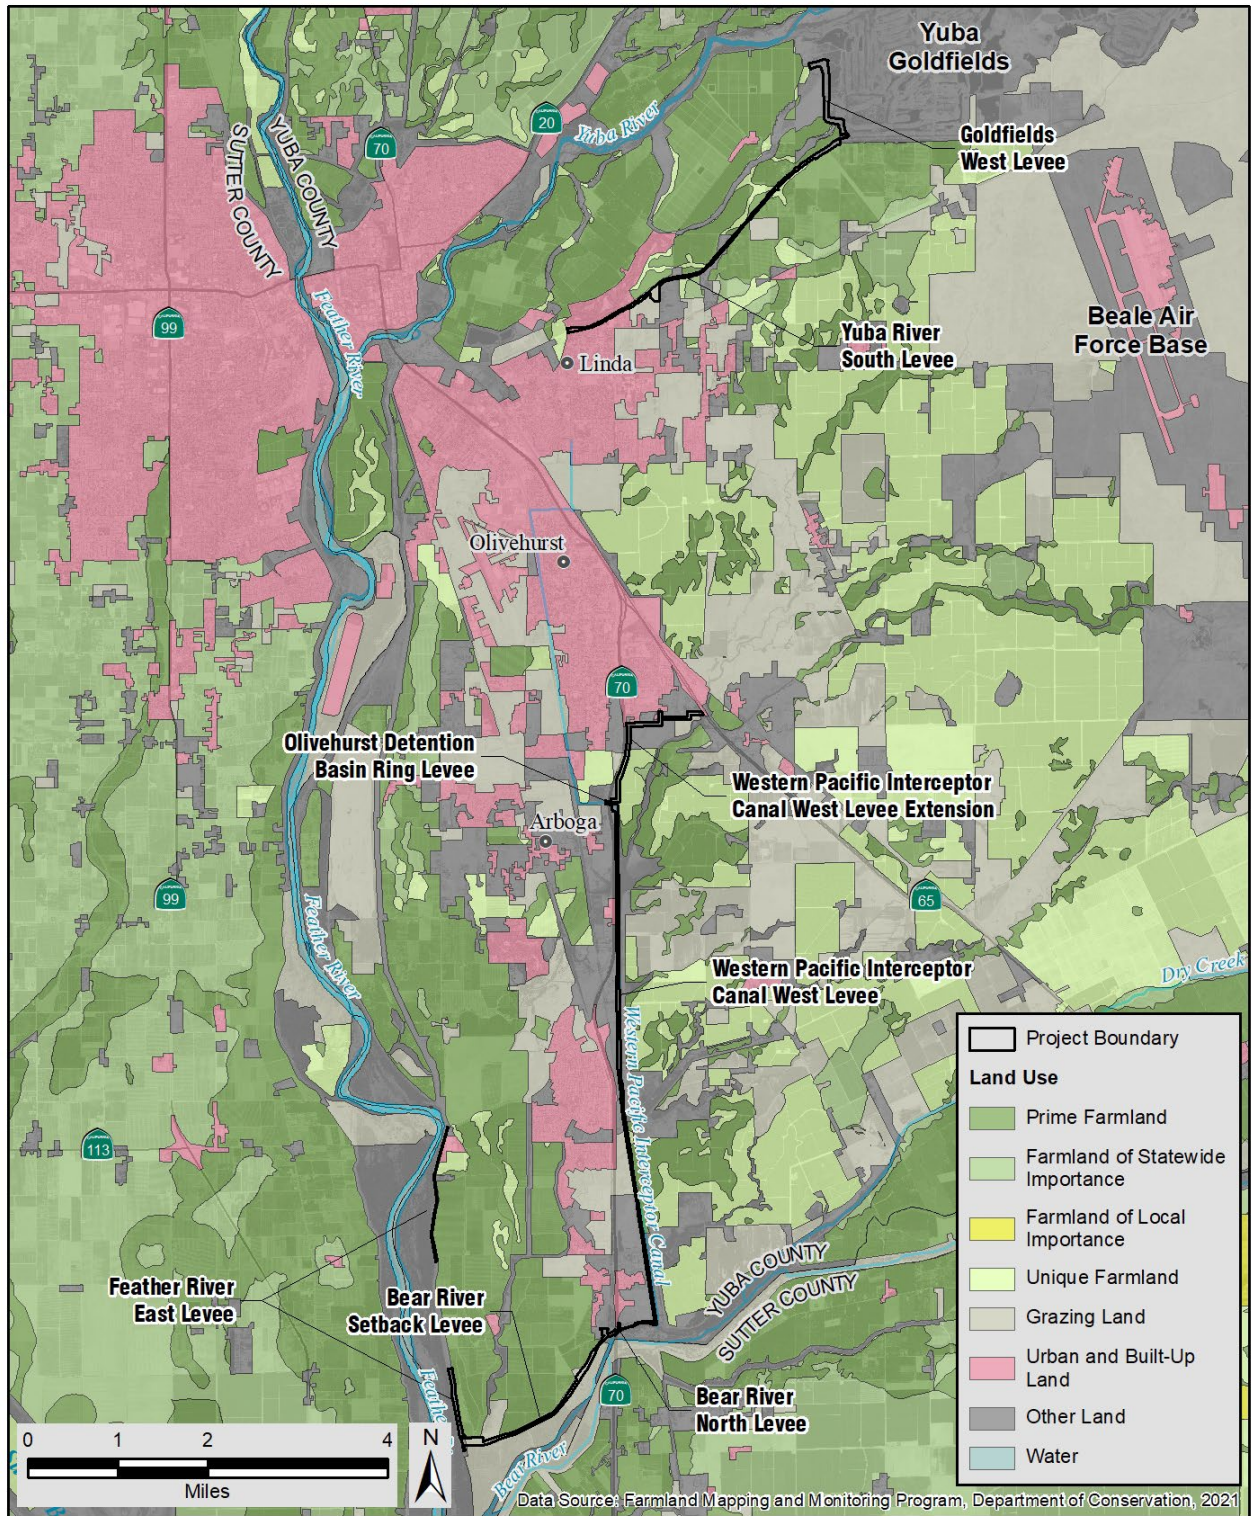 Yuba
Goldfields
20
Yuba River
70
Goldfields
West Levee
SUTTER COUNTY
YUBA COUNTY
Feather River
99
Beale Air
Force Base
Yuba River
South Levee
Linda
Olivehurst
70
Olivehurst Detention
Basin Ring Levee
Western Pacific Interceptor
Canal West Levee Extension
Arboga
99
65
Feather River
Western Pacific Interceptor
Canal West Levee
Dry Creek
Western Pacific Interceptor Canal
113
YUBA COUNTY
SUTTER COUNTY
Feather River
East Levee
Bear River
Setback Levee
70
Bear River
North Levee
Bear River
Project Boundary
Land Use
Prime Farmland
Farmland of Statewide
Importance
Farmland of Local
Importance
Unique Farmland
Grazing Land
Urban and Built-Up
Land
Other Land
Water
0 1 2 4
Miles
N
Data Source: Farmland Mapping and Monitoring Program, Department of Conservation, 2021